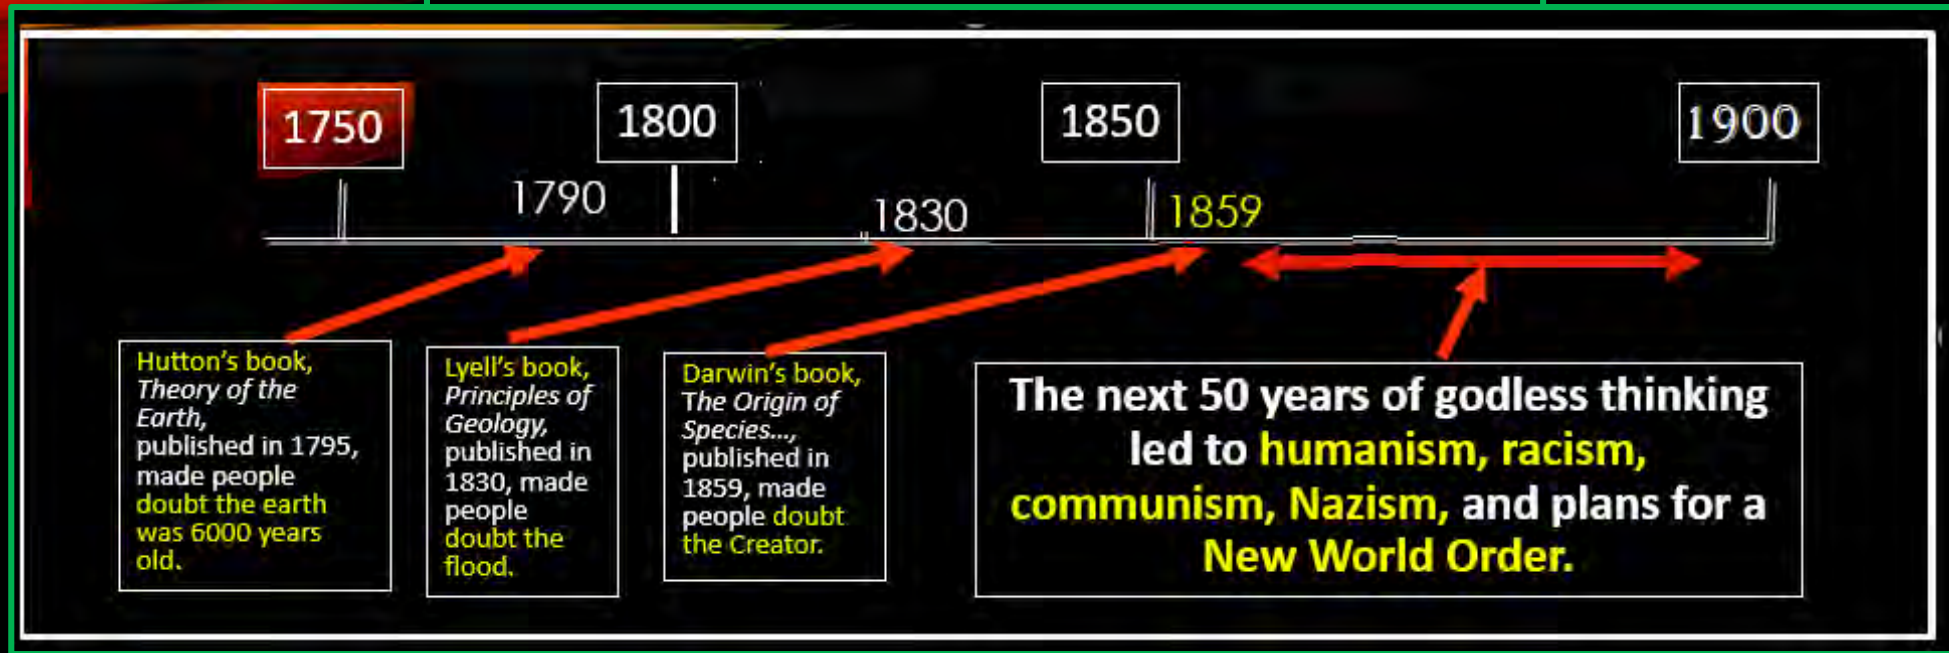 1750
1800
1850
1900
1790
1830
1859
Hutton's book,
Theory of the
Earth,
published in 1795,
made people
doubt the earth
was 6000 years
old.
Lyell's book,
Principles of
Geology,
published in
1830, made
people
doubt the
flood.
Darwin's book,
The Origin of
Species...,
published in
1859, made
people doubt
the Creator.
The next 50 years of godless thinking
led to humanism, racism,
communism, Nazism, and plans for a
New World Order.